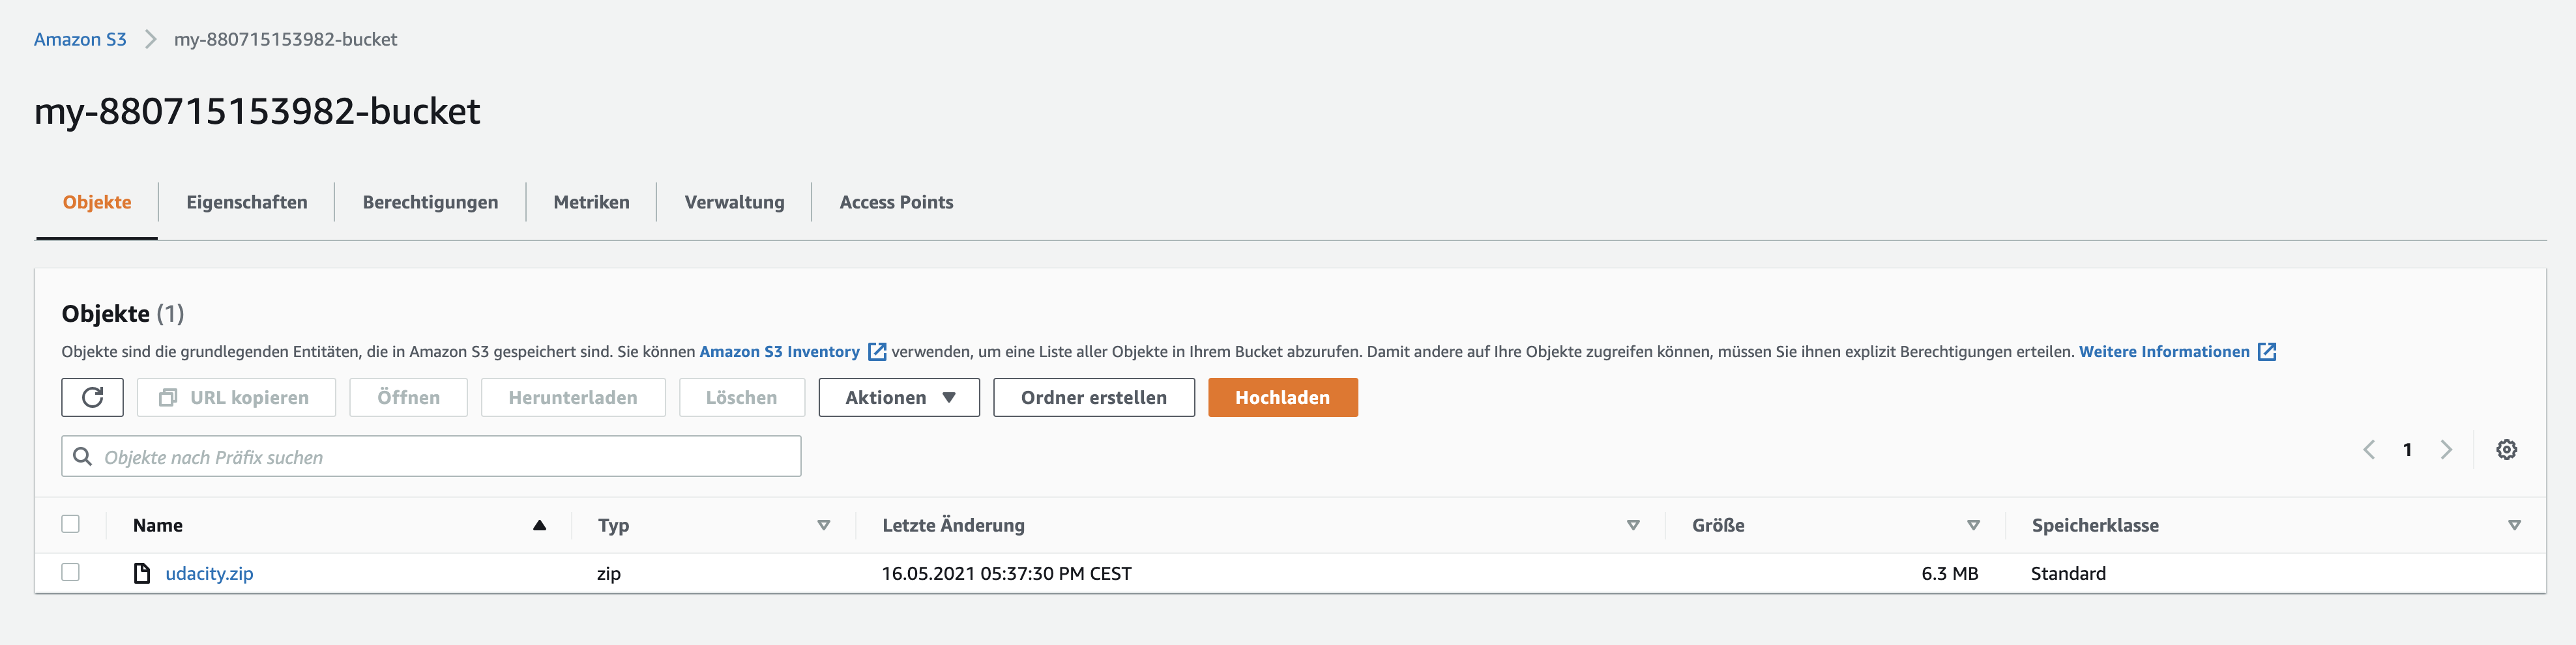 Amazon S3 my-880715153982-bucket
my-880715153982-bucket
Objekte Eigenschaften Berechtigungen Metriken Verwaltung Access Points
Objekte (1)
Objekte sind die grundlegenden Entitäten, die in Amazon S3 gespeichert sind. Sie können Amazon S3 Inventory verwenden, um eine Liste aller Objekte in Ihrem Bucket abzurufen. Damit andere auf Ihre Objekte zugreifen können, müssen Sie ihnen explizit Berechtigungen erteilen. Weitere Informationen
URL kopieren Öffnen Herunterladen Löschen Aktionen Ordner erstellen Hochladen
Objekte nach Präfix suchen 1
Name Typ Letzte Änderung Größe Speicherklasse
udacity.zip zip 16.05.2021 05:37:30 PM CEST 6.3 MB Standard